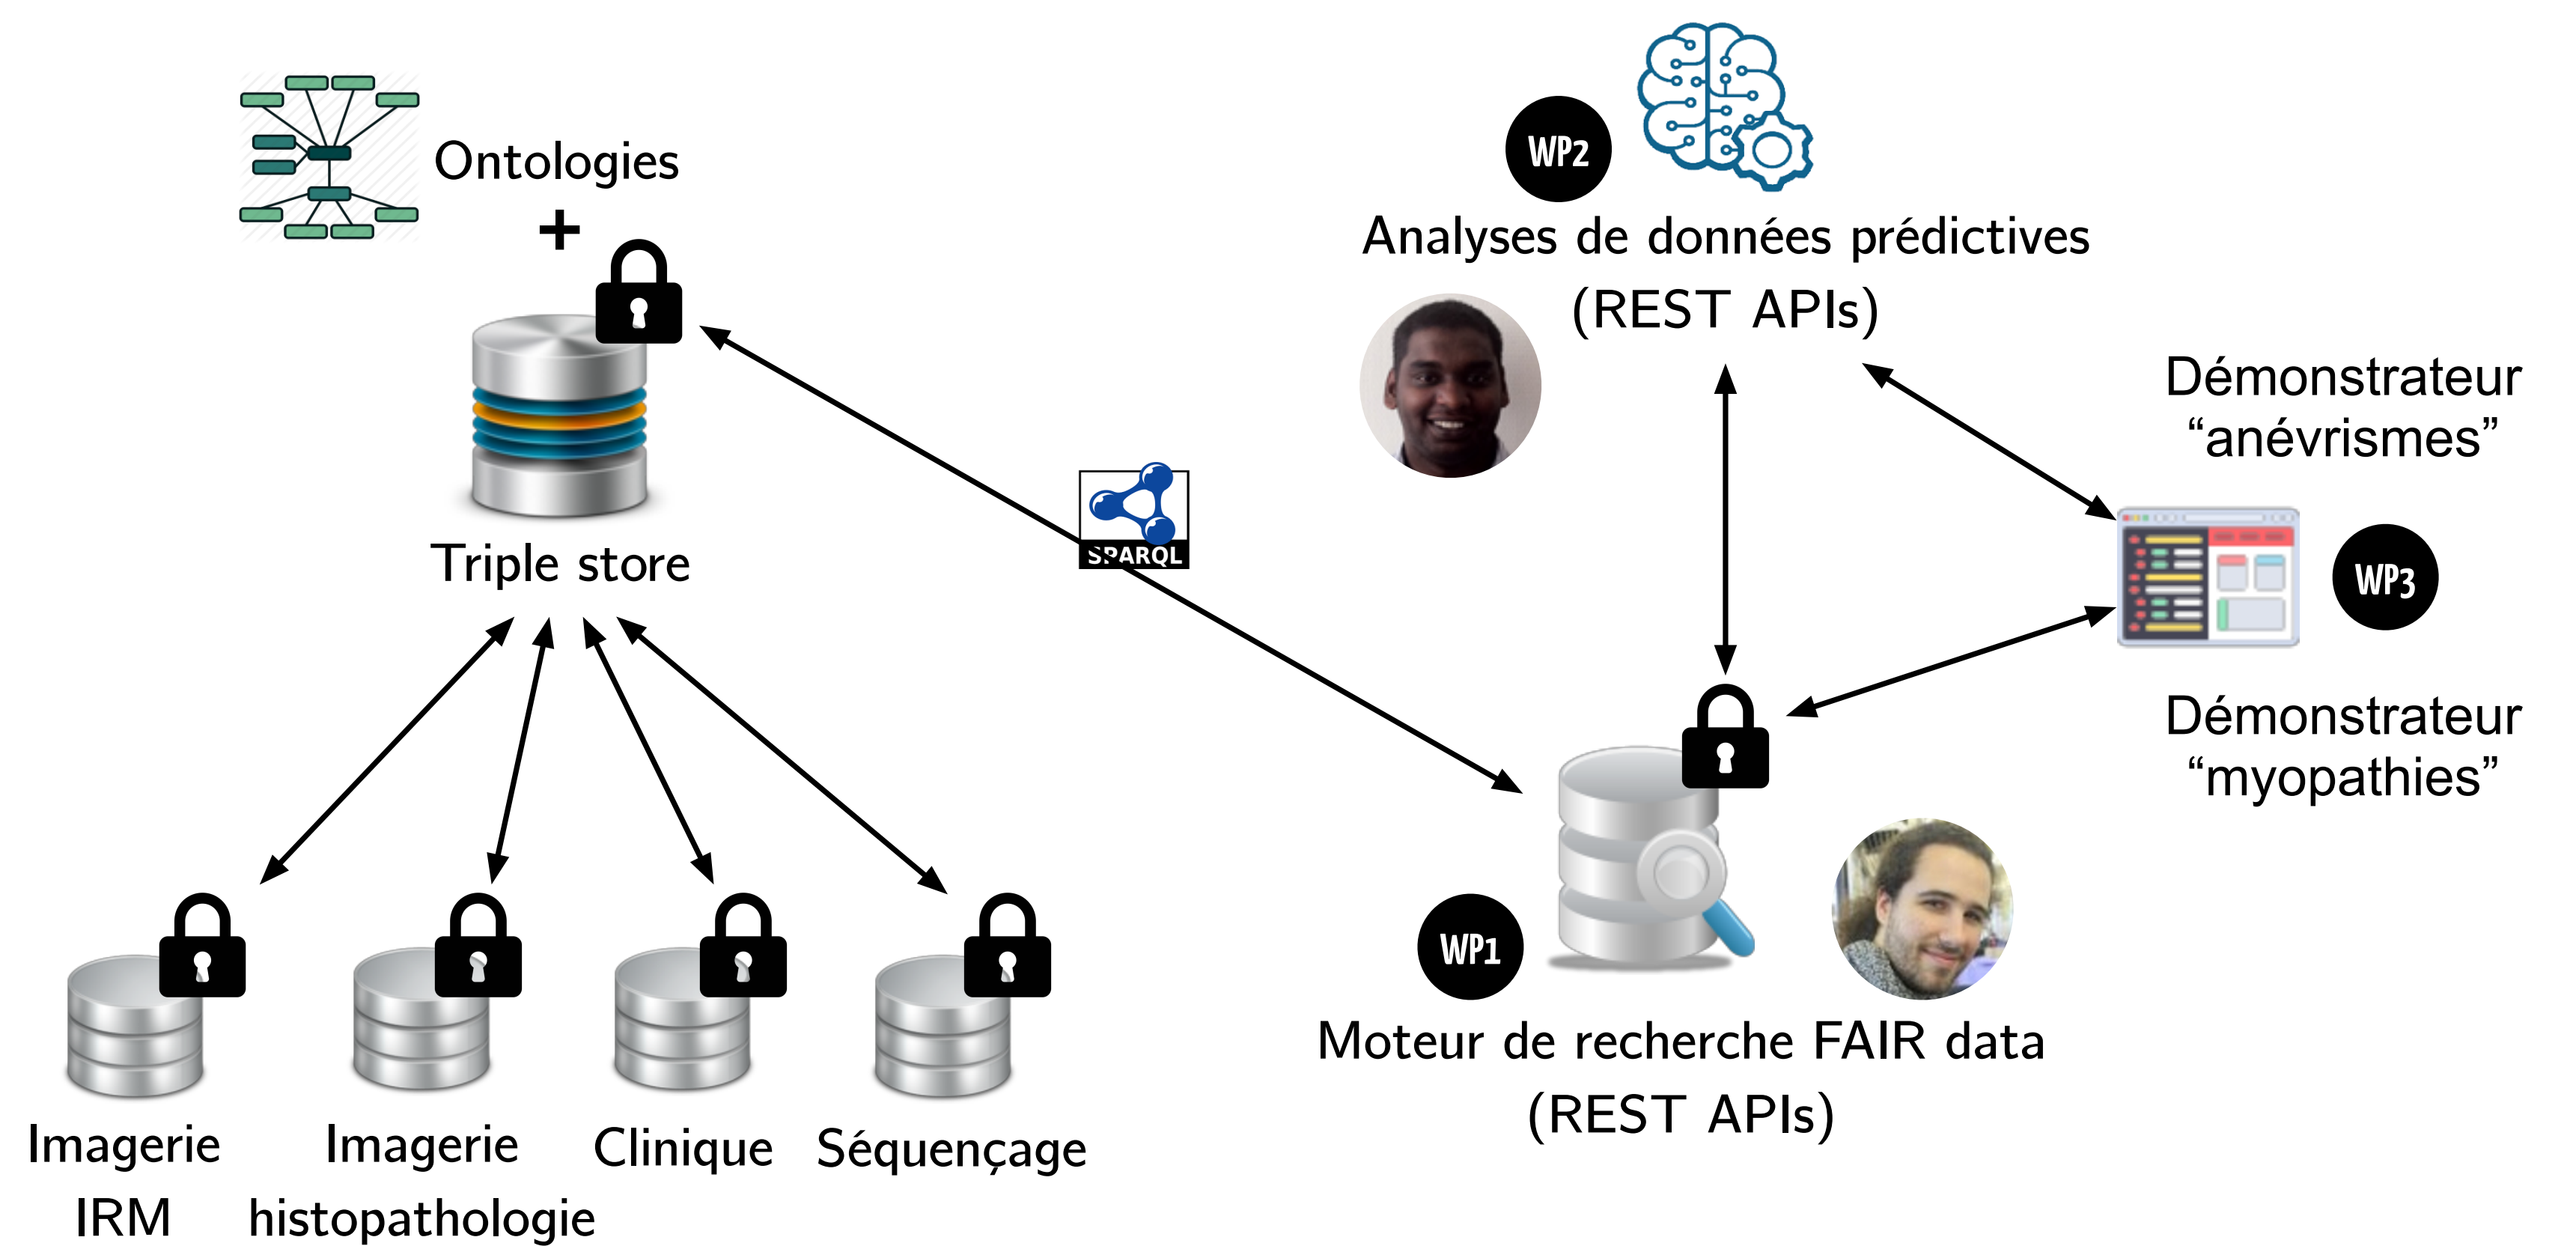 Ontologies
+
Triple store
SPARQL
WP2
Analyses de données prédictives
(REST APIs)
Démonstrateur
“anévrismes”
WP3
Démonstrateur
“myopathies”
WP1
Moteur de recherche FAIR data
(REST APIs)
Imagerie
IRM
Imagerie
histopathologie
Clinique
Séquençage